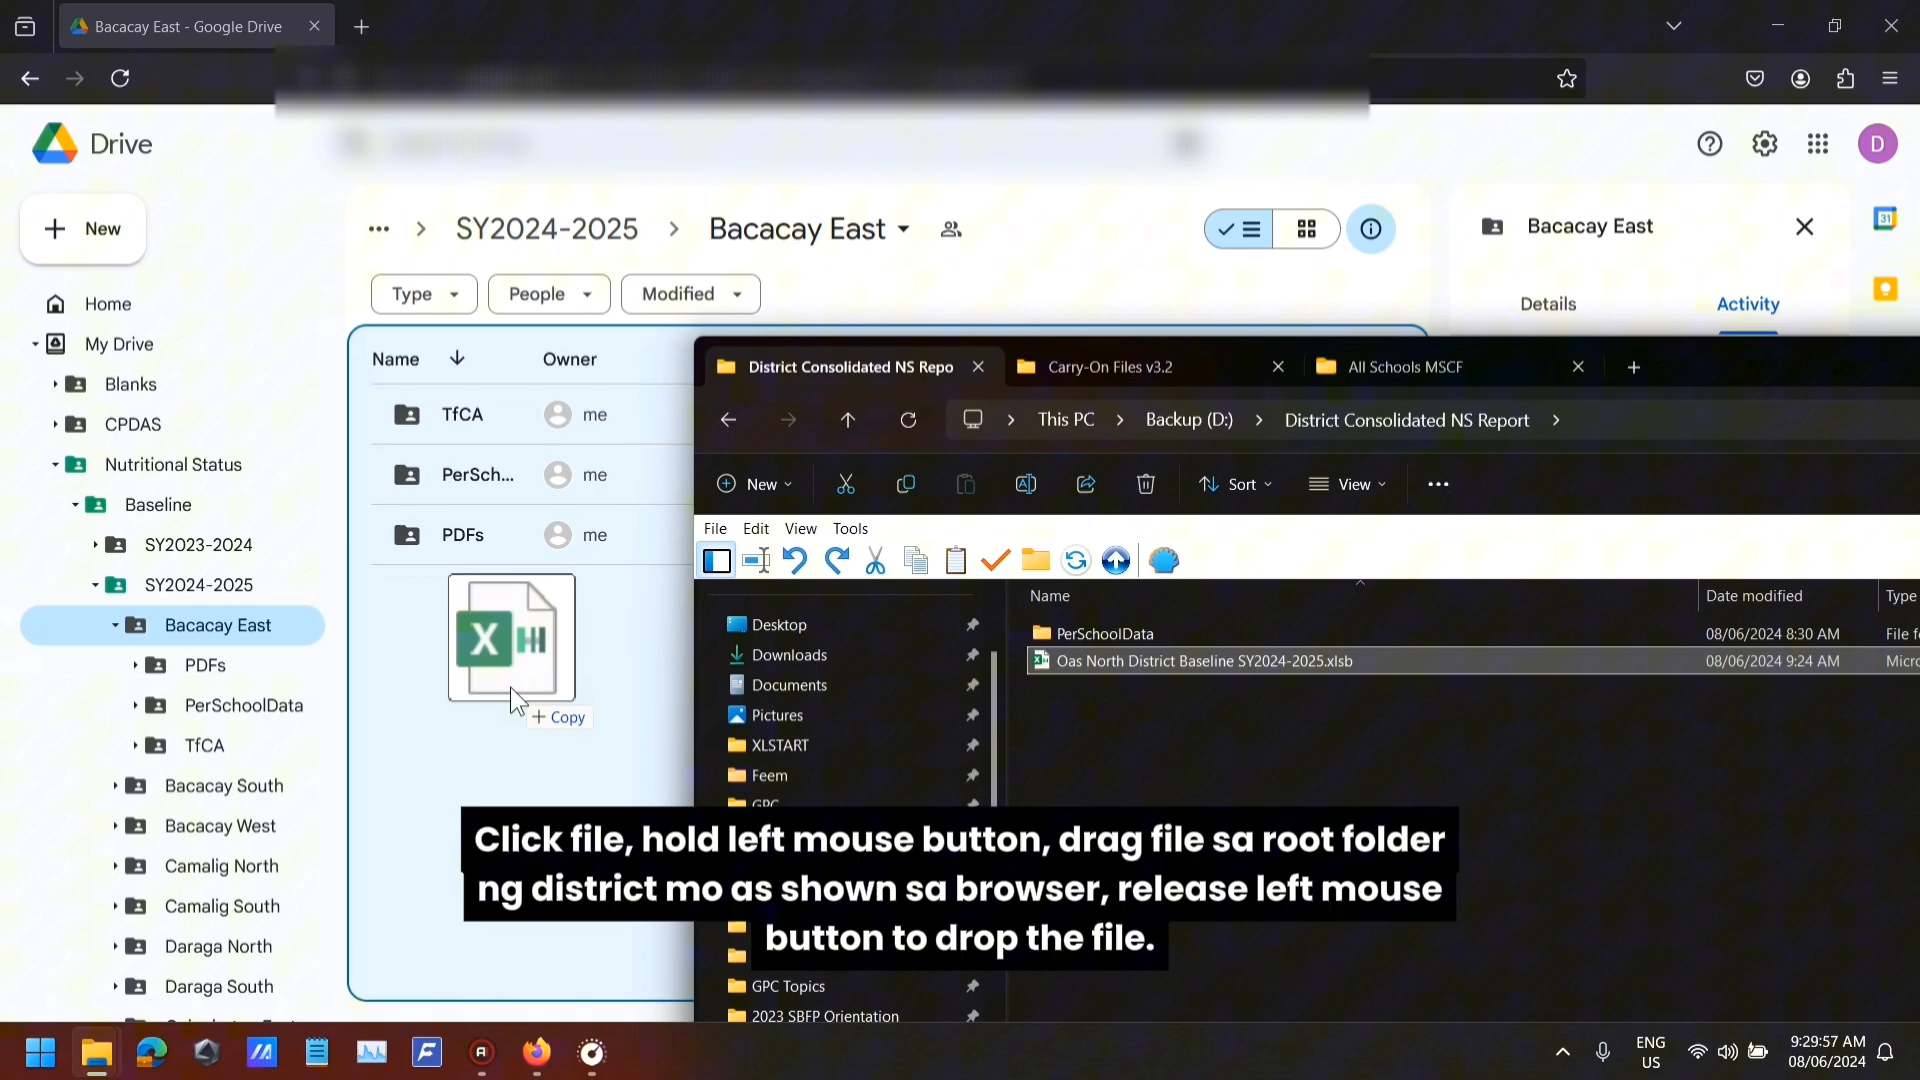 Bacacay East - Google Drive
Drive
D
New
SY2024-2025
Bacacay East
Bacacay East
Type
People
Modified
Details
Activity
31
Home
My Drive
Blanks
CPDAS
Nutritional Status
Baseline
SY2023-2024
SY2024-2025
Bacacay East
PDFs
PerSchoolData
TfCA
Bacacay South
Bacacay West
Camalig North
Camalig South
Daraga North
Daraga South
Name
Owner
TfCA
me
PerSch...
me
PDFs
me
X
+ Copy
District Consolidated NS Repo
Carry-On Files v3.2
All Schools MSCF
This PC
Backup (D:)
District Consolidated NS Report
New
Sort
View
File
Edit
View
Tools
Name
Date modified
Type
Desktop
Downloads
Documents
Pictures
XLSTART
Feem
GPC
GPC Topics
2023 SBFP Orientation
PerSchoolData
08/06/2024 8:30 AM
File f
Oas North District Baseline SY2024-2025.xlsb
08/06/2024 9:24 AM
Micro
Click file, hold left mouse button, drag file sa root folder
ng district mo as shown sa browser, release left mouse
button to drop the file.
ENG
US
9:29:57 AM
08/06/2024